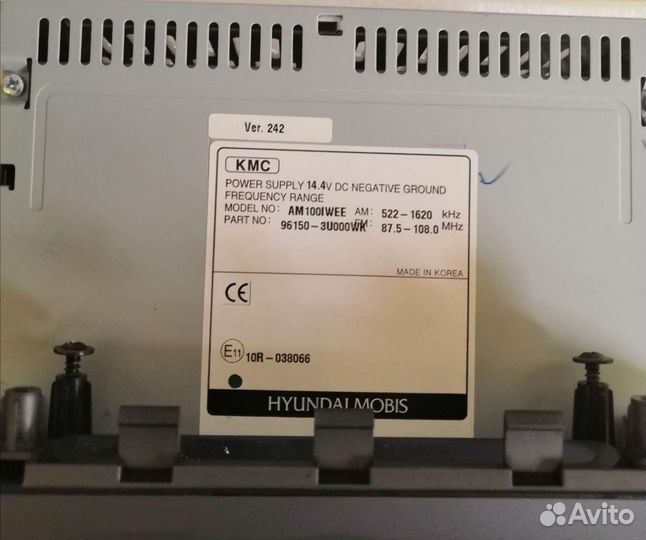 Ver. 242
KMC
POWER SUPPLY 14.4V DC NEGATIVE GROUND
FREQUENCY RANGE
MODEL NO: AM100IWEE AM: 522-1620 kHz
PART NO: 96150-3U000WK FM: 87.5-108.0 MHz
MADE IN KOREA
CE
E11 10R-038066
HYUNDAI MOBIS
Avito